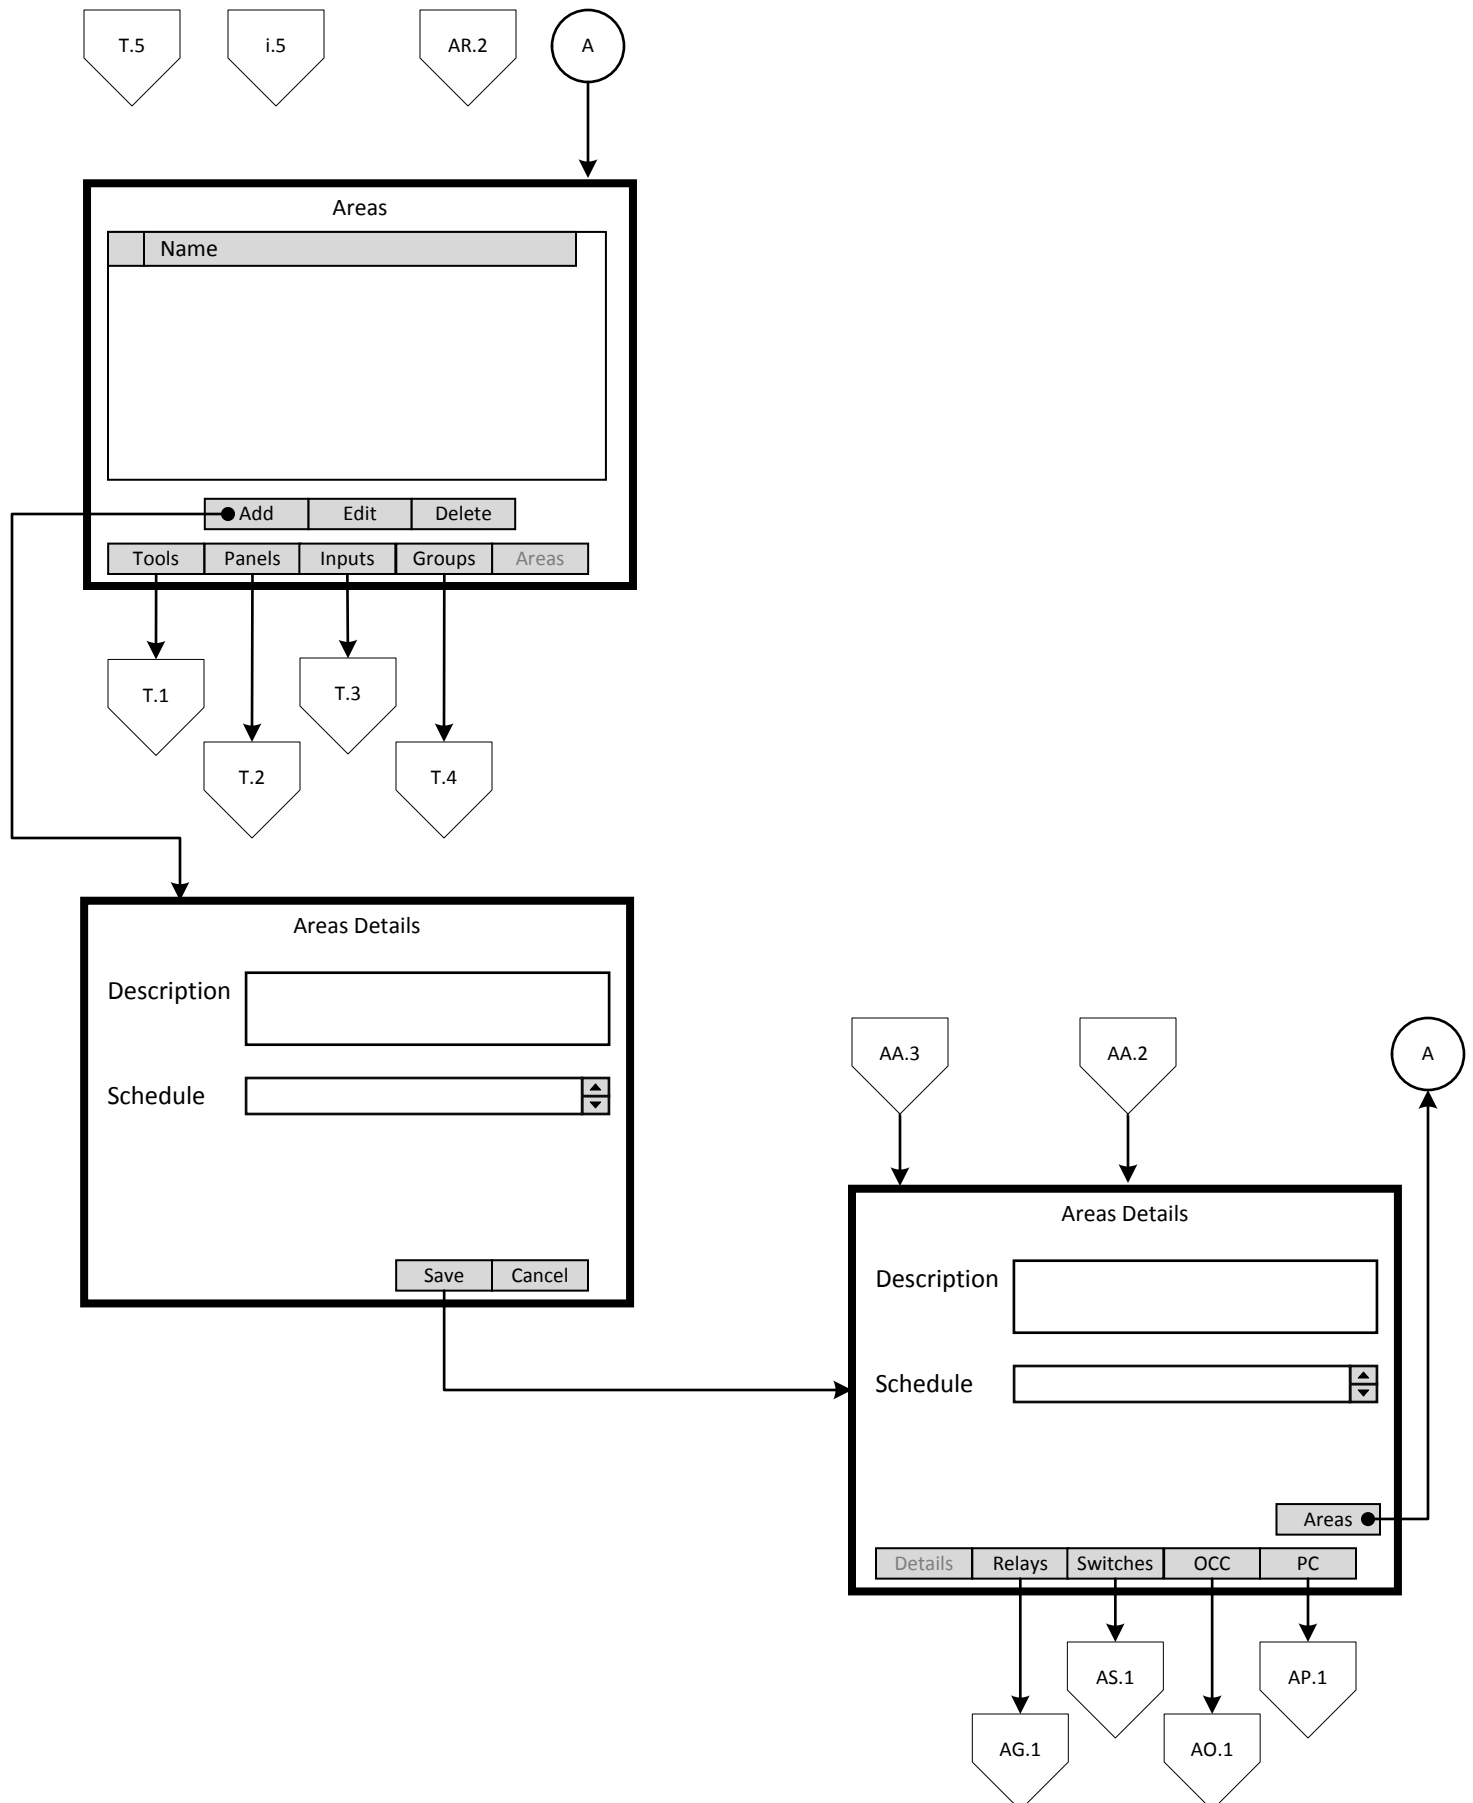 T.5
i.5
AR.2
A
Areas
Name
Add
Edit
Delete
Tools
Panels
Inputs
Groups
Areas
T.1
T.3
T.2
T.4
Areas Details
Description
Schedule
Save
Cancel
AA.3
AA.2
A
Areas Details
Description
Schedule
Areas
Details
Relays
Switches
OCC
PC
AS.1
AP.1
AG.1
AO.1